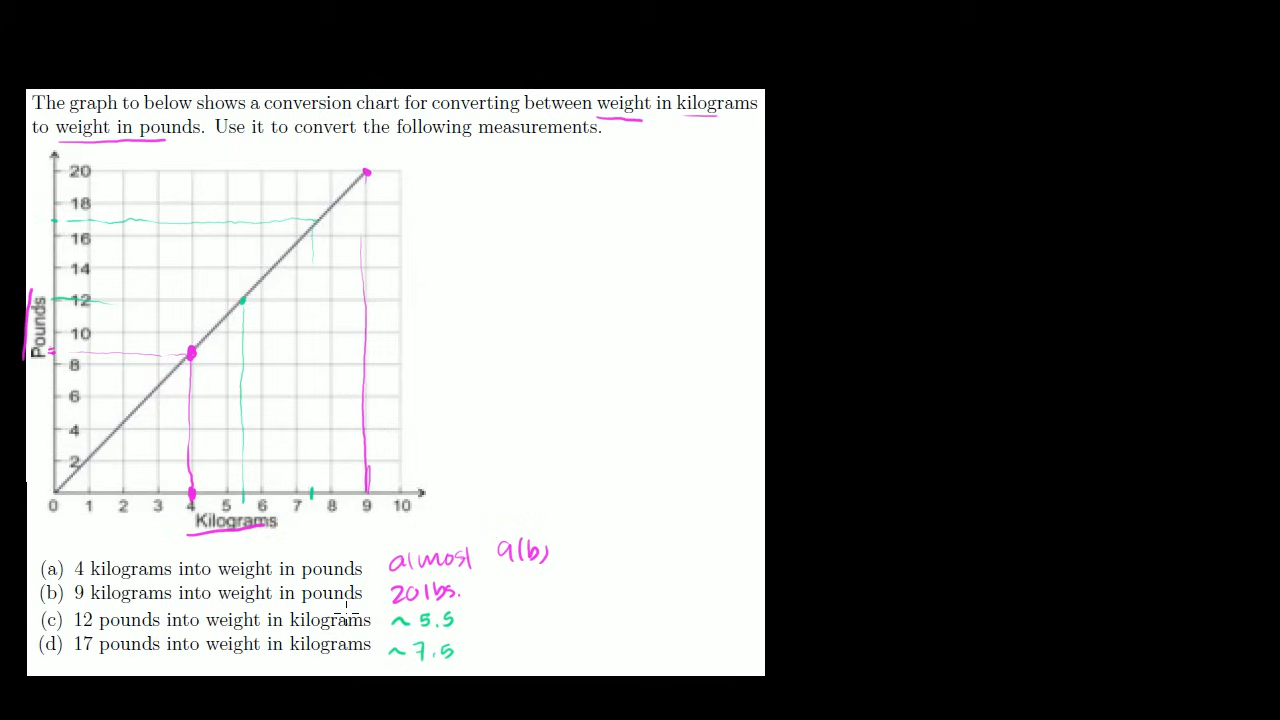 The graph to below shows a conversion chart for converting between weight in kilograms
to weight in pounds. Use it to convert the following measurements.
20
18
16
14
12
10
8
6
4
2
Pounds
0 1 2 3 4 5 6 7 8 9 10
Kilograms
(a) 4 kilograms into weight in pounds almost 9lb
(b) 9 kilograms into weight in pounds 20 lbs.
(c) 12 pounds into weight in kilograms ~ 5.5
(d) 17 pounds into weight in kilograms ~ 7.5